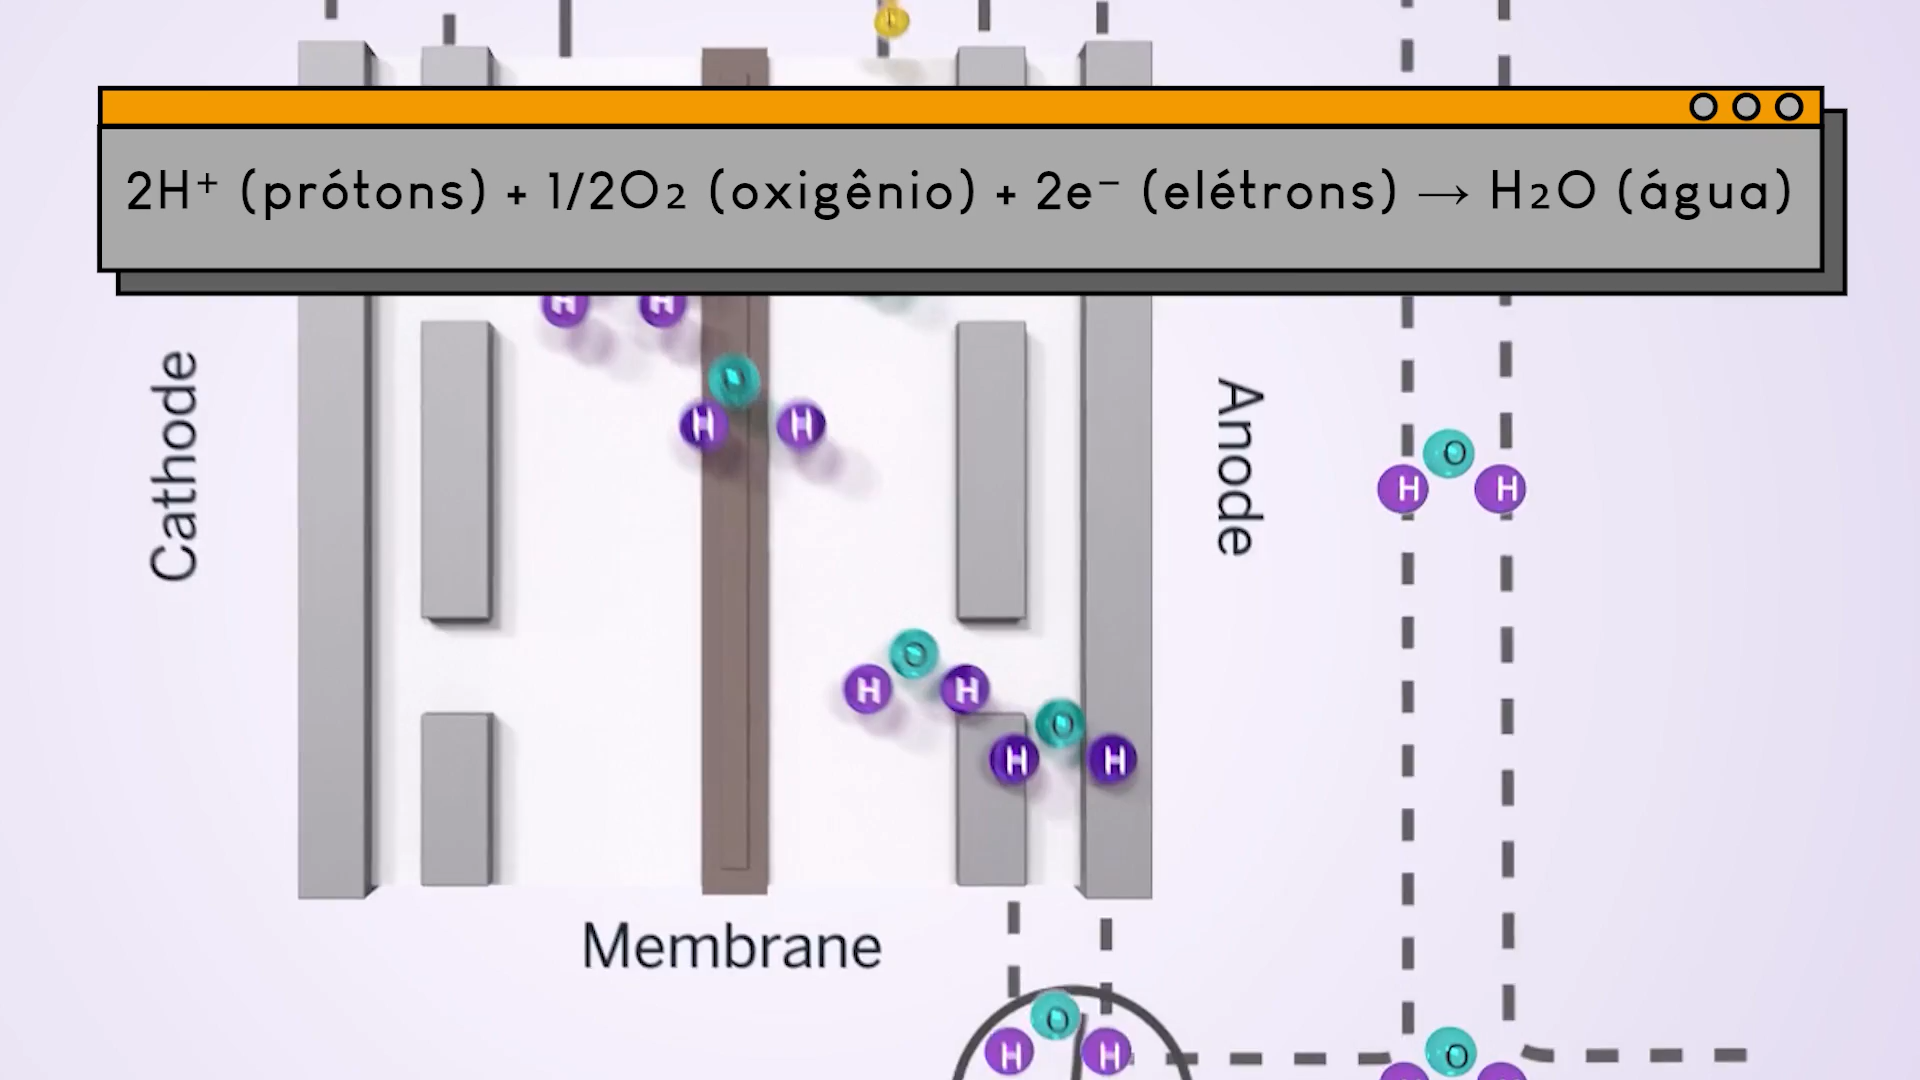 2H⁺ (prótons) + 1/2O₂ (oxigênio) + 2e⁻ (elétrons) → H₂O (água)
H H
O
H H
Cathode
Anode
O
H H
O
H H
O
H H
Membrane
O
H H
O